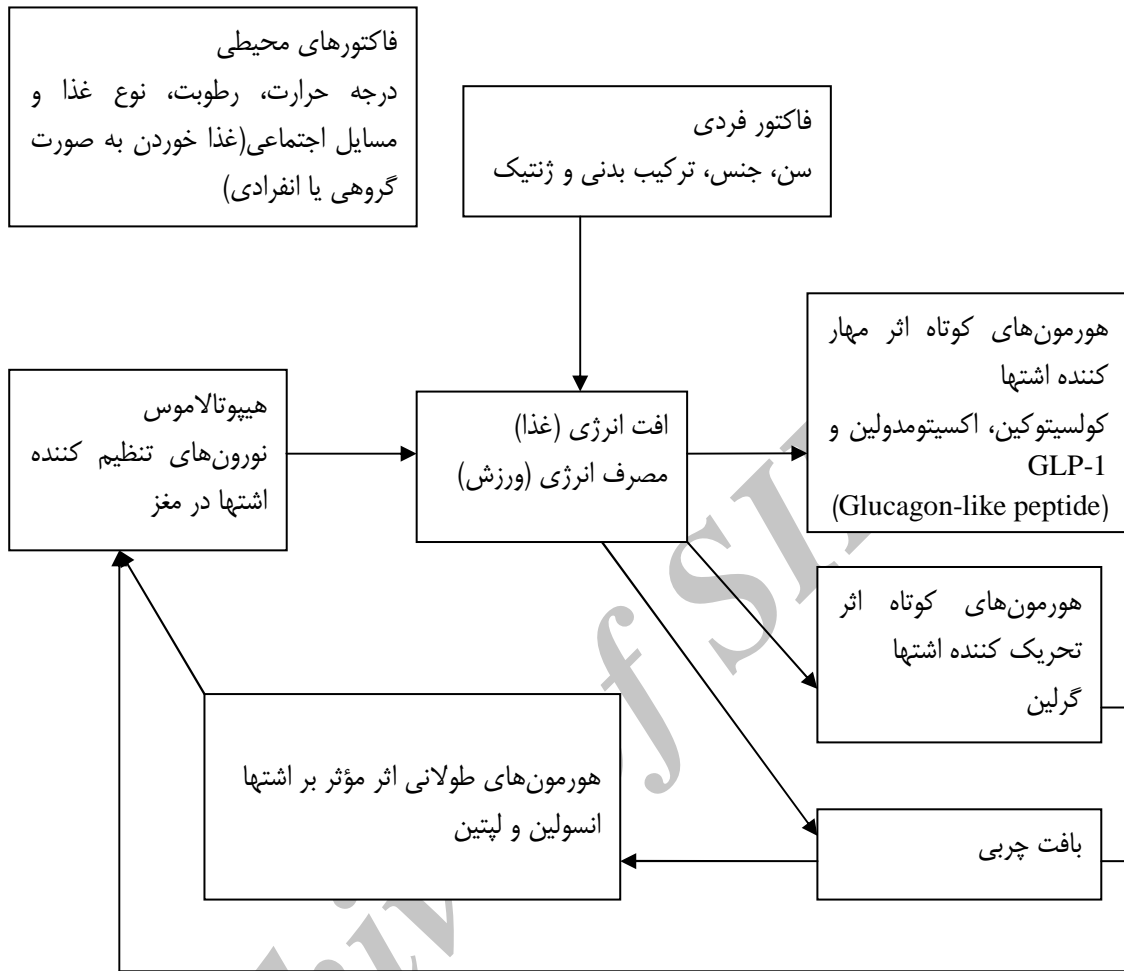 فاکتورهای محیطی
درجه حرارت، رطوبت، نوع غذا و
مسایل اجتماعی(غذا خوردن به صورت
گروهی یا انفرادی)
فاکتور فردی
سن، جنس، ترکیب بدنی و ژنتیک
هورمون‌های کوتاه اثر مهار
کننده اشتها
کولسیتوکین، اکسیتومدولین و
GLP-1
(Glucagon-like peptide)
هیپوتالاموس
نورون‌های تنظیم کننده
اشتها در مغز
افت انرژی (غذا)
مصرف انرژی (ورزش)
هورمون‌های کوتاه اثر
تحریک کننده اشتها
گرلین
هورمون‌های طولانی اثر مؤثر بر اشتها
انسولین و لپتین
بافت چربی